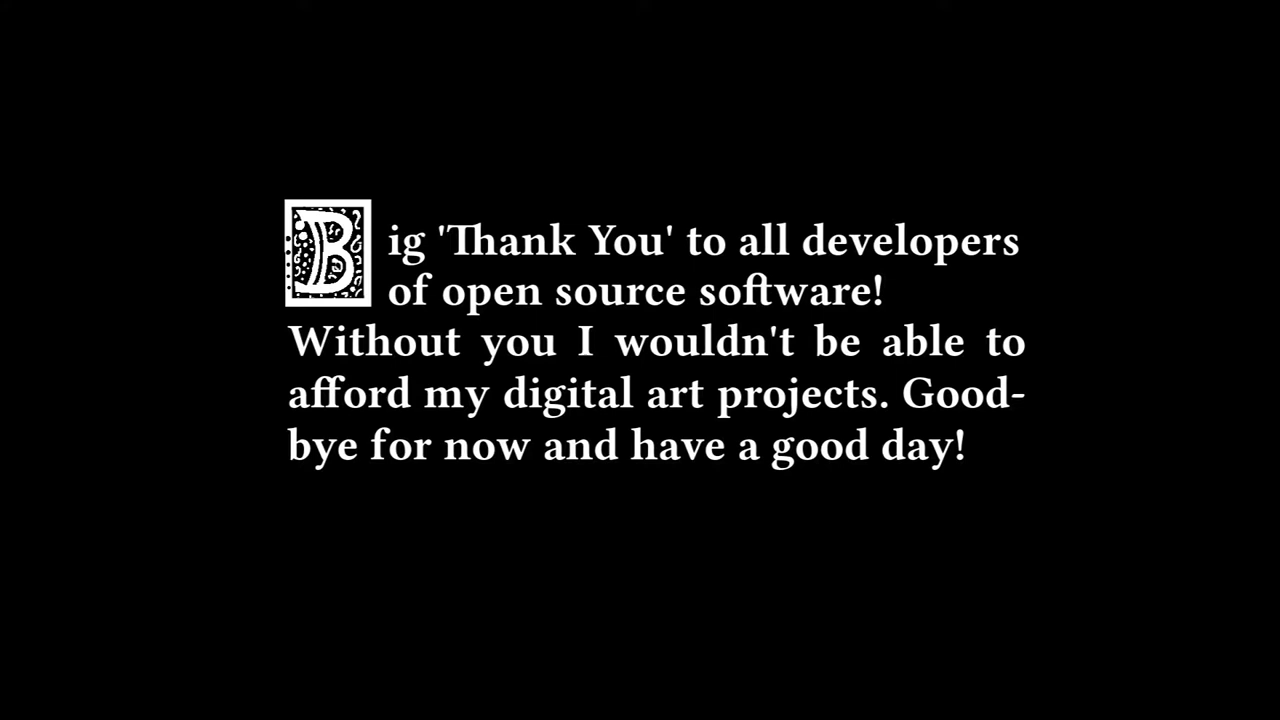 Big 'Thank You' to all developers
of open source software!
Without you I wouldn't be able to
afford my digital art projects. Good-
bye for now and have a good day!